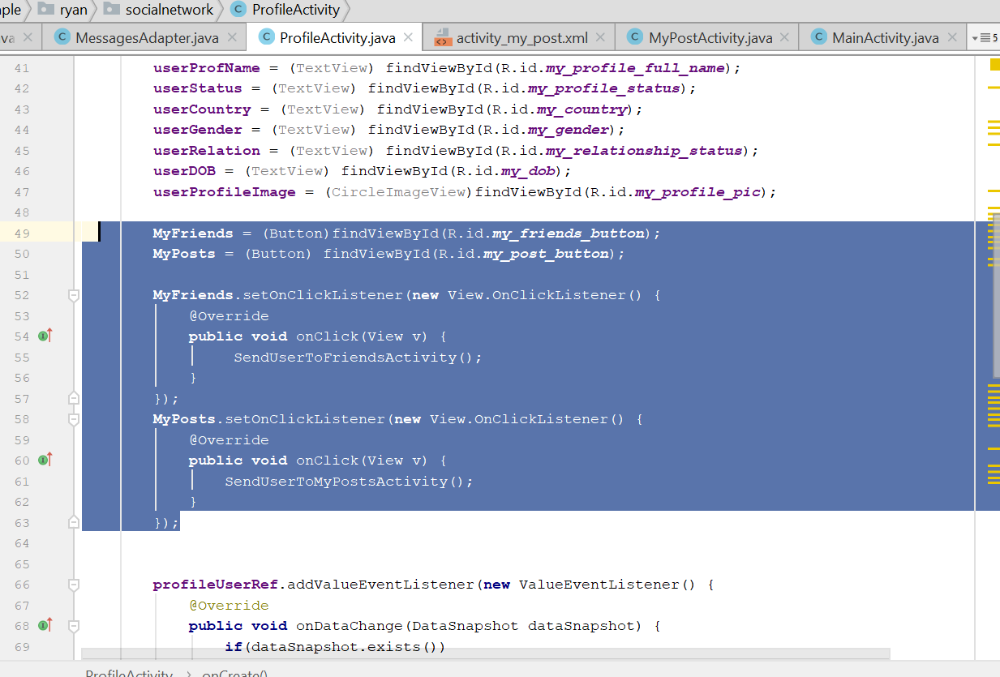 ple ryan socialnetwork C ProfileActivity
va C MessagesAdapter.java C ProfileActivity.java <> activity_my_post.xml C MyPostActivity.java C MainActivity.java 5
41 userProfName = (TextView) findViewById(R.id.my_profile_full_name);
42 userStatus = (TextView) findViewById(R.id.my_profile_status);
43 userCountry = (TextView) findViewById(R.id.my_country);
44 userGender = (TextView) findViewById(R.id.my_gender);
45 userRelation = (TextView) findViewById(R.id.my_relationship_status);
46 userDOB = (TextView) findViewById(R.id.my_dob);
47 userProfileImage = (CircleImageView)findViewById(R.id.my_profile_pic);
48
49 MyFriends = (Button)findViewById(R.id.my_friends_button);
50 MyPosts = (Button) findViewById(R.id.my_post_button);
51
52 MyFriends.setOnClickListener(new View.OnClickListener() {
53 @Override
54 public void onClick(View v) {
55 SendUserToFriendsActivity();
56 }
57 });
58 MyPosts.setOnClickListener(new View.OnClickListener() {
59 @Override
60 public void onClick(View v) {
61 SendUserToMyPostsActivity();
62 }
63 });
64
65
66 profileUserRef.addValueEventListener(new ValueEventListener() {
67 @Override
68 public void onDataChange(DataSnapshot dataSnapshot) {
69 if(dataSnapshot.exists())
ProfileActivity > onCreate()